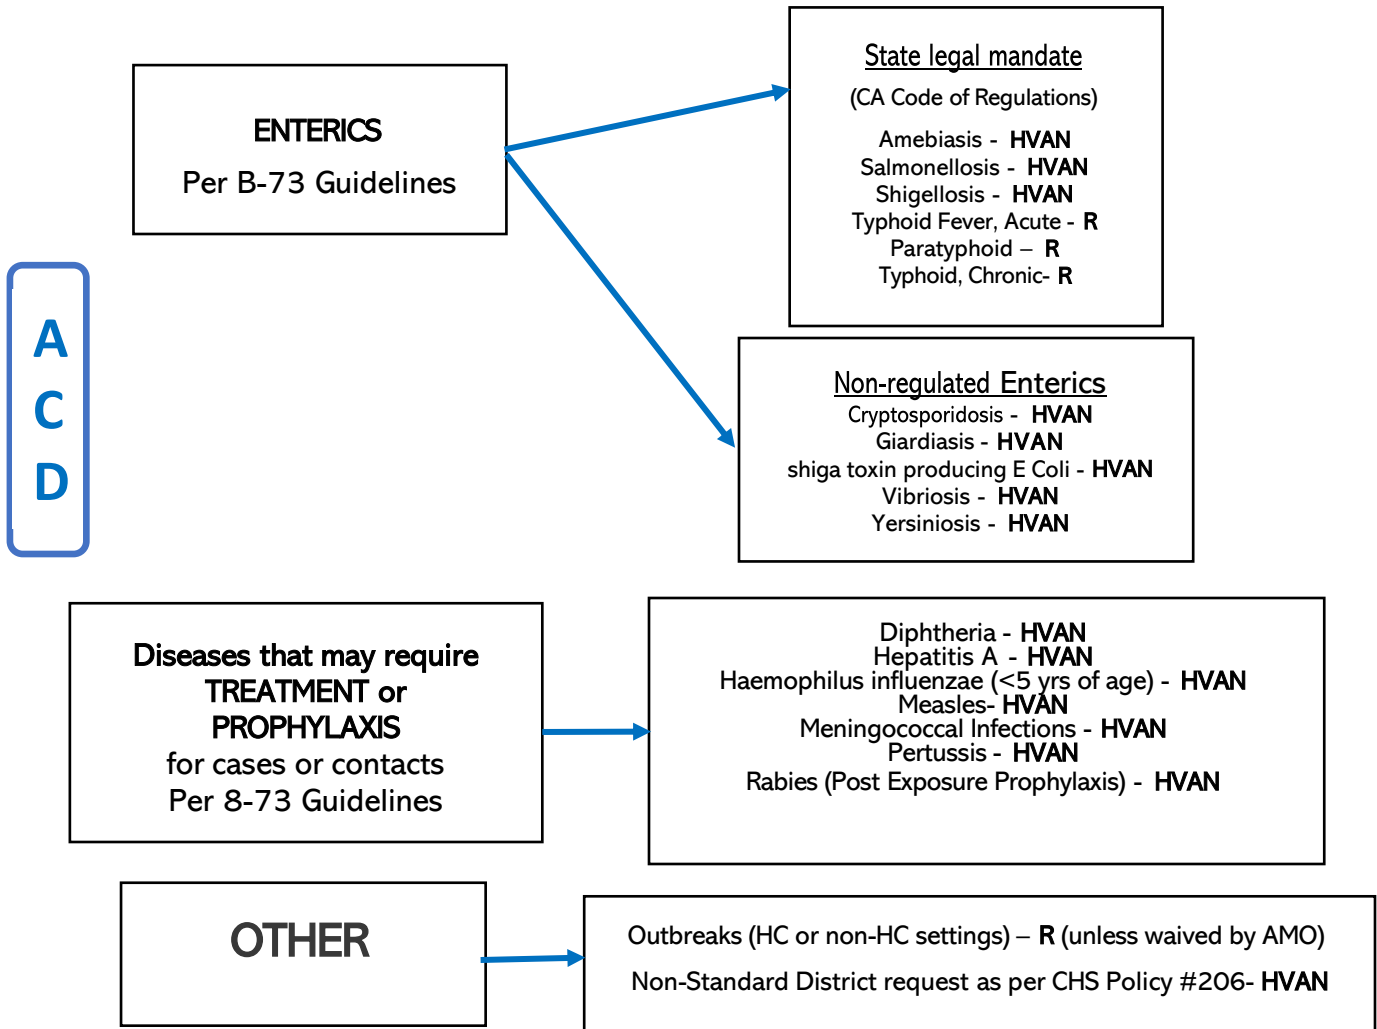 ENTERICS
Per B-73 Guidelines
State legal mandate
(CA Code of Regulations)
Amebiasis - HVAN
Salmonellosis - HVAN
Shigellosis - HVAN
Typhoid Fever, Acute - R
Paratyphoid – R
Typhoid, Chronic- R
A
C
D
Non-regulated Enterics
Cryptosporidosis - HVAN
Giardiasis - HVAN
shiga toxin producing E Coli - HVAN
Vibriosis - HVAN
Yersiniosis - HVAN
Diseases that may require
TREATMENT or
PROPHYLAXIS
for cases or contacts
Per 8-73 Guidelines
Diphtheria - HVAN
Hepatitis A - HVAN
Haemophilus influenzae (<5 yrs of age) - HVAN
Measles- HVAN
Meningococcal Infections - HVAN
Pertussis - HVAN
Rabies (Post Exposure Prophylaxis) - HVAN
OTHER
Outbreaks (HC or non-HC settings) – R (unless waived by AMO)
Non-Standard District request as per CHS Policy #206- HVAN